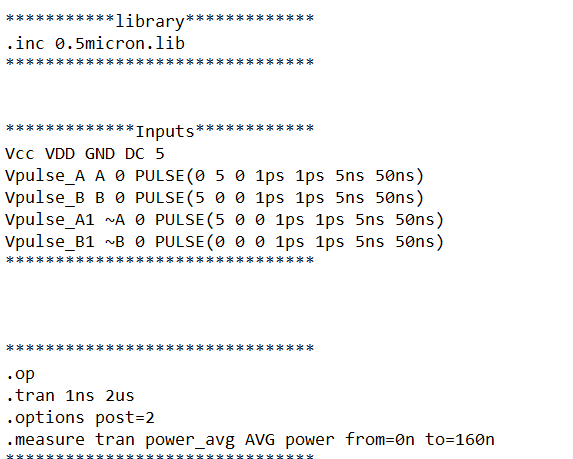 ***********library*************
.inc 0.5micron.lib
*******************************
*************Inputs************
Vcc VDD GND DC 5
Vpulse_A A 0 PULSE(0 5 0 1ps 1ps 5ns 50ns)
Vpulse_B B 0 PULSE(5 0 0 1ps 1ps 5ns 50ns)
Vpulse_A1 ~A 0 PULSE(5 0 0 1ps 1ps 5ns 50ns)
Vpulse_B1 ~B 0 PULSE(0 0 0 1ps 1ps 5ns 50ns)
*******************************
*******************************
.op
.tran 1ns 2us
.options post=2
.measure tran power_avg AVG power from=0n to=160n
*******************************